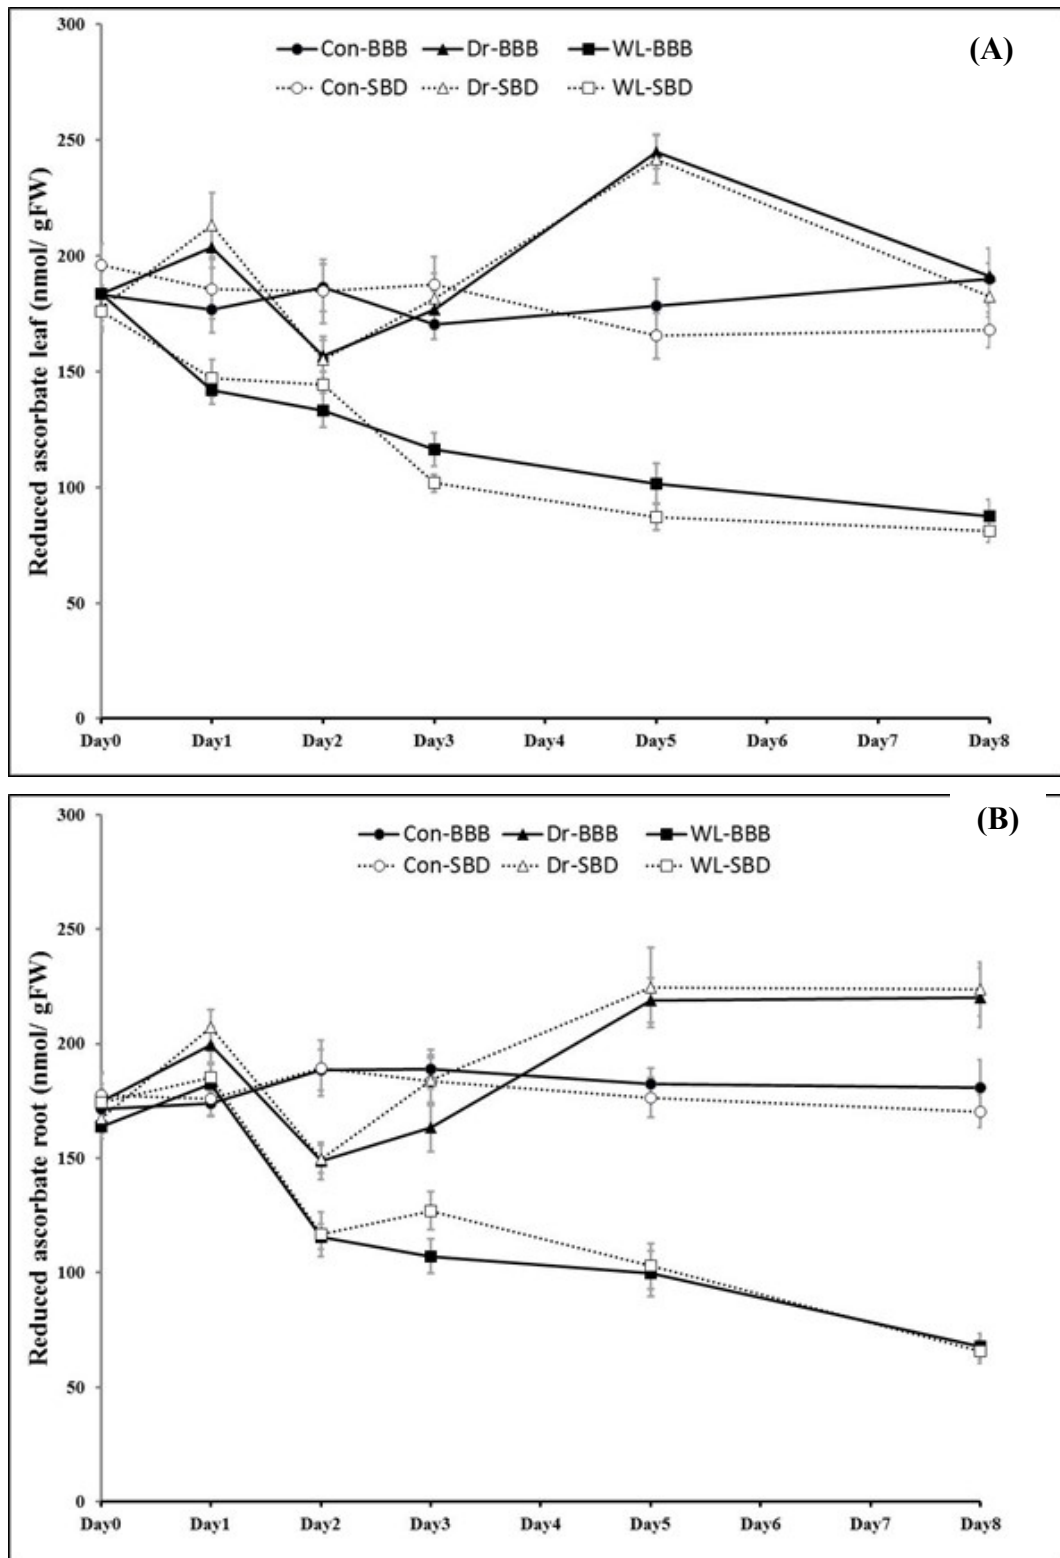 300
Con-BBB Dr-BBB WL-BBB
(A)
Con-SBD Dr-SBD WL-SBD
250
200
150
100
50
0
Reduced ascorbate leaf (nmol/ gFW)
Day0 Day1 Day2 Day3 Day4 Day5 Day6 Day7 Day8
300
Con-BBB Dr-BBB WL-BBB
(B)
Con-SBD Dr-SBD WL-SBD
250
200
150
100
50
0
Reduced ascorbate root (nmol/ gFW)
Day0 Day1 Day2 Day3 Day4 Day5 Day6 Day7 Day8